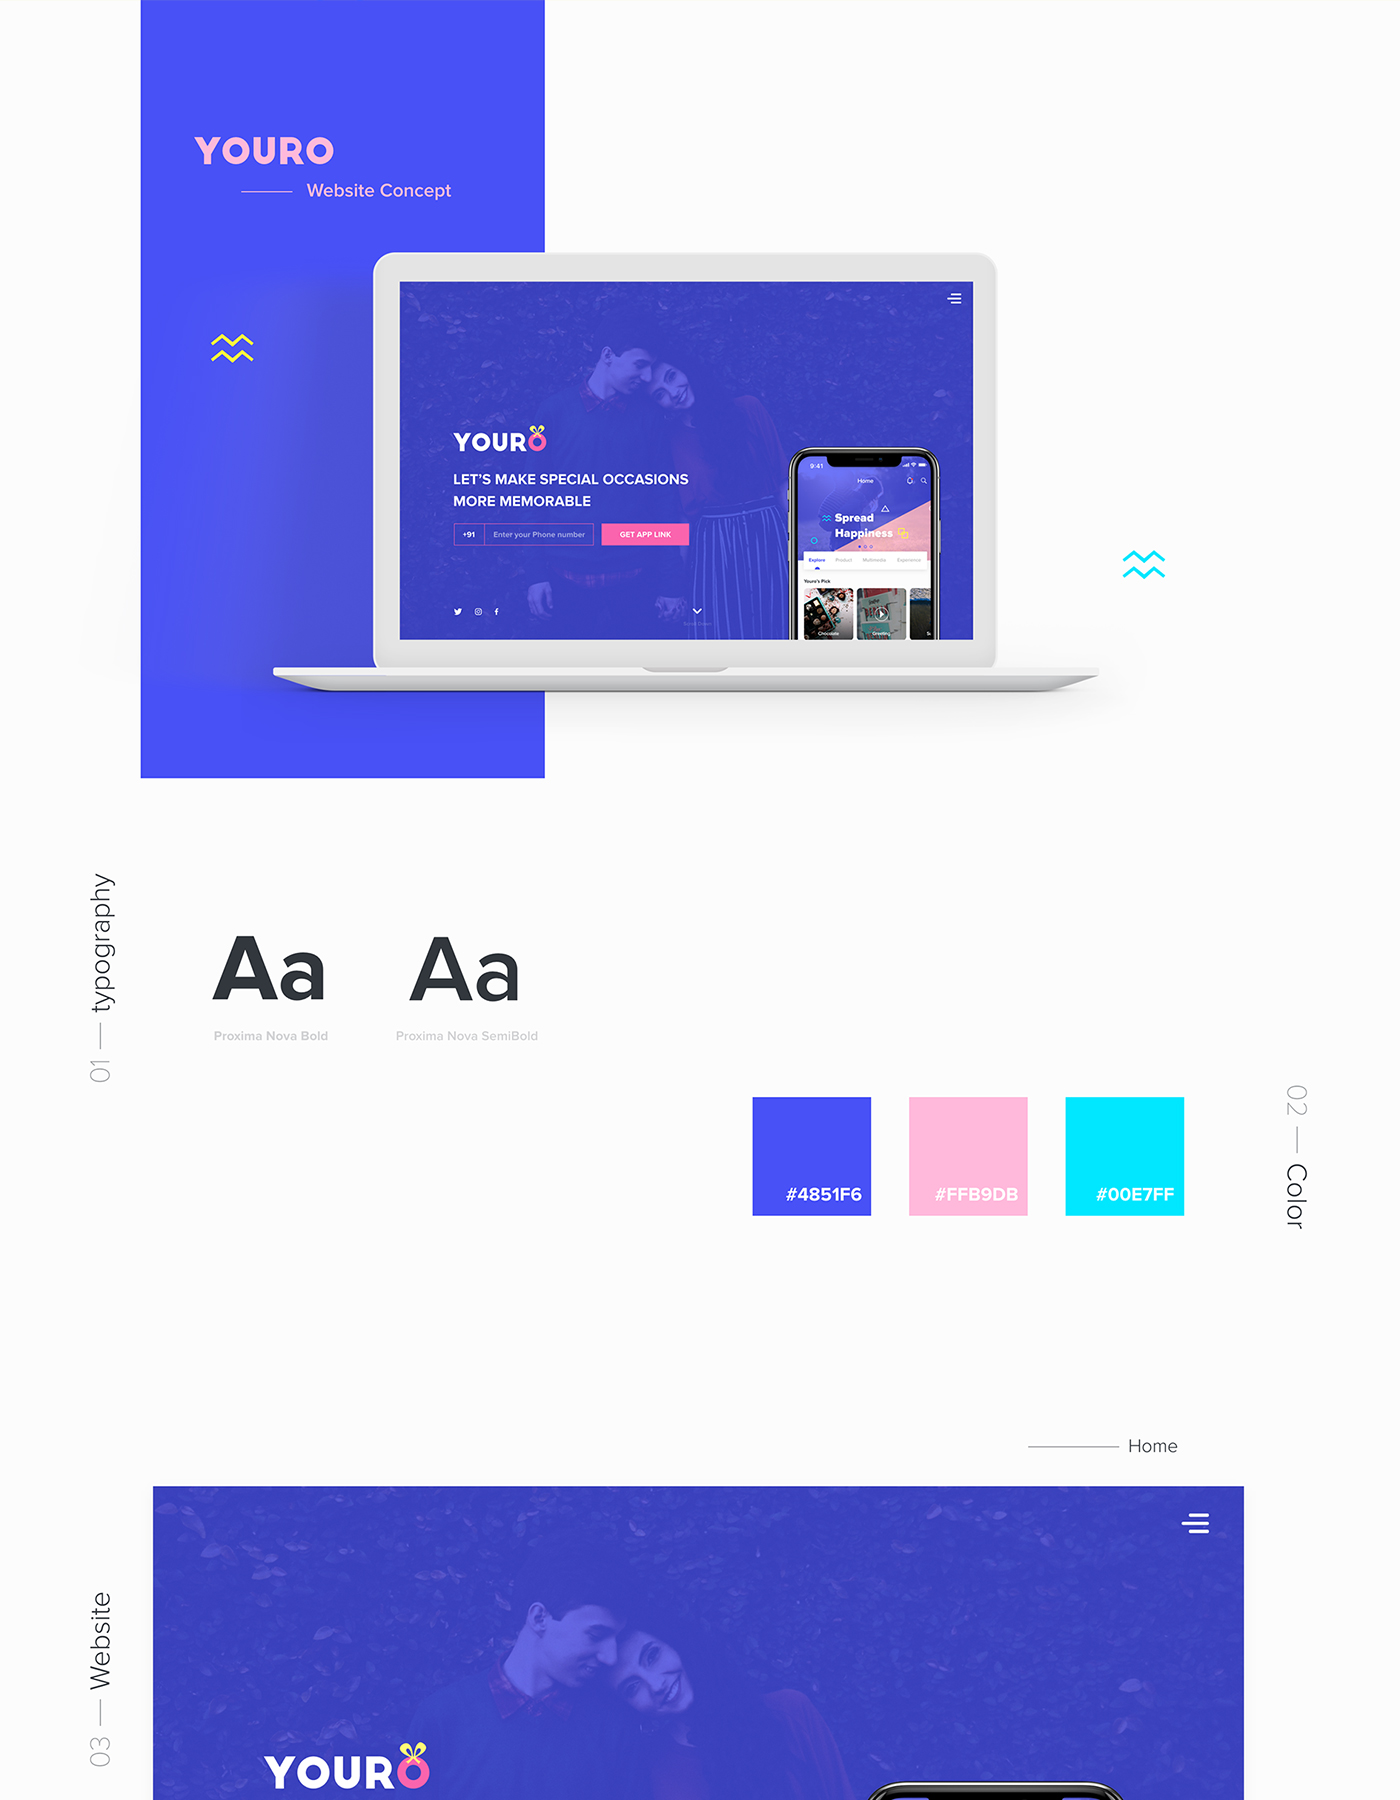 YOURO
Website Concept
YOURO
LET'S MAKE SPECIAL OCCASIONS
MORE MEMORABLE
+91
Enter your Phone number
GET APP LINK
Scroll Down
9:41
Home
Spread
Happiness
Explore
Product
Multimedia
Experience
Youro's Pick
Chocolate
Greeting
01 — typography
Aa
Aa
Proxima Nova Bold
Proxima Nova SemiBold
#4851F6
#FFB9DB
#00E7FF
02 — Color
Home
03 — Website
YOURO